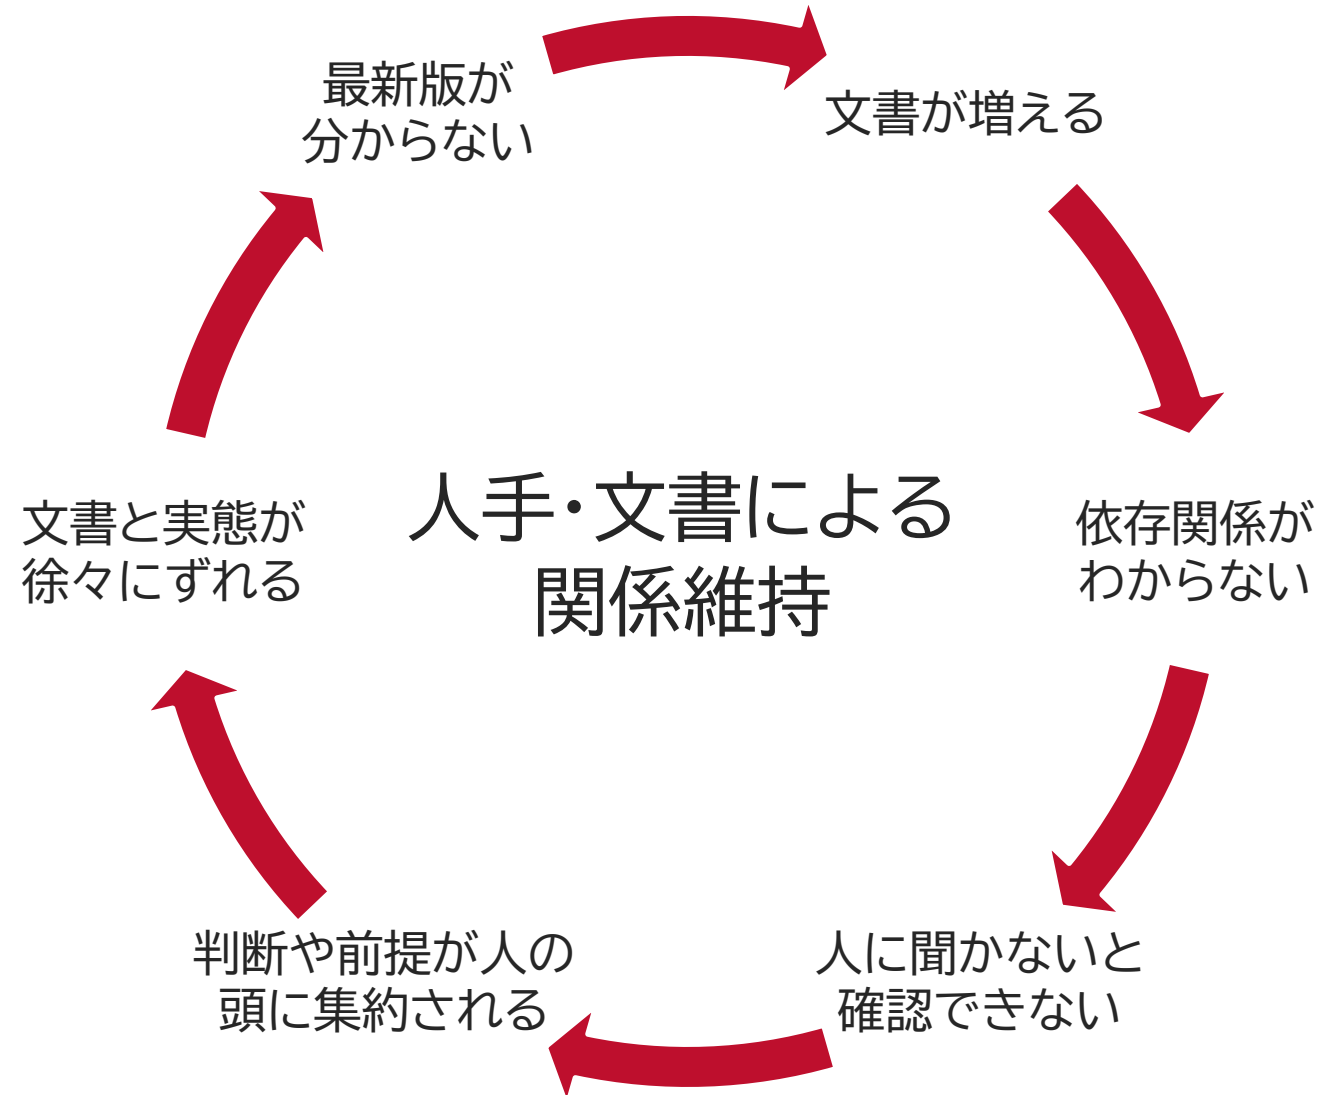 最新版が
分からない
文書が増える
依存関係が
わからない
人に聞かないと
確認できない
判断や前提が人の
頭に集約される
文書と実態が
徐々にずれる
人手・文書による
関係維持